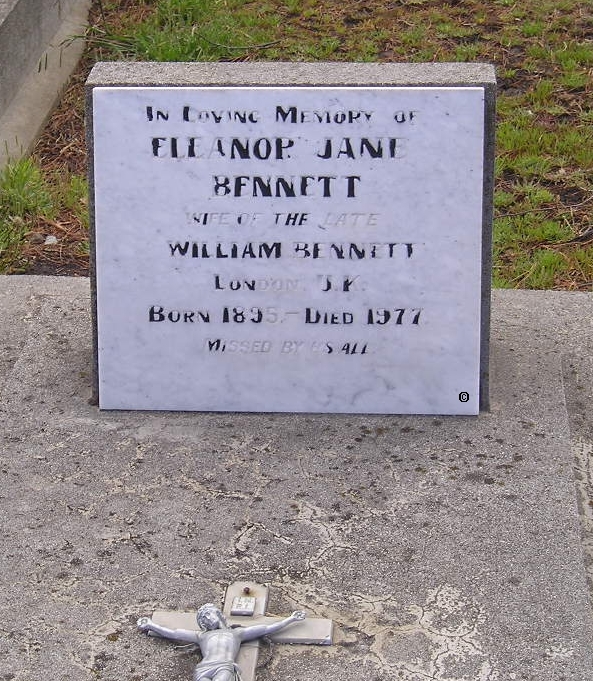 In Loving Memory of
ELEANOR JANE
BENNETT
WIFE OF THE LATE
WILLIAM BENNETT
London U.K.
Born 1895 - Died 1977
MISSED BY US ALL
©